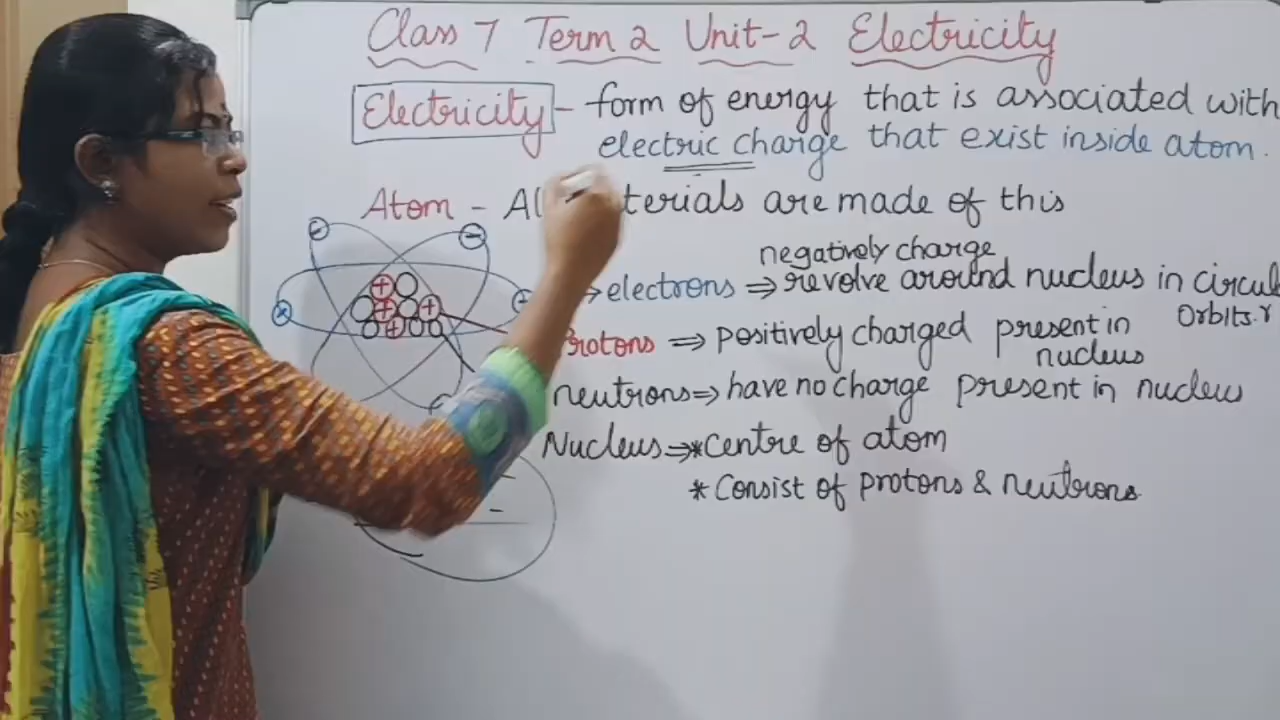 Class 7 Term 2 Unit-2 Electricity
Electricity - form of energy that is associated with
electric charge that exist inside atom.
Atom - All materials are made of this
negatively charge
electrons ⇒ revolve around nucleus in circul
Orbits.
rotons ⇒ positively charged present in
nucleus
neutrons ⇒ have no charge present in nucleus
Nucleus ⇒ * Centre of atom
* Consist of protons & neutrons